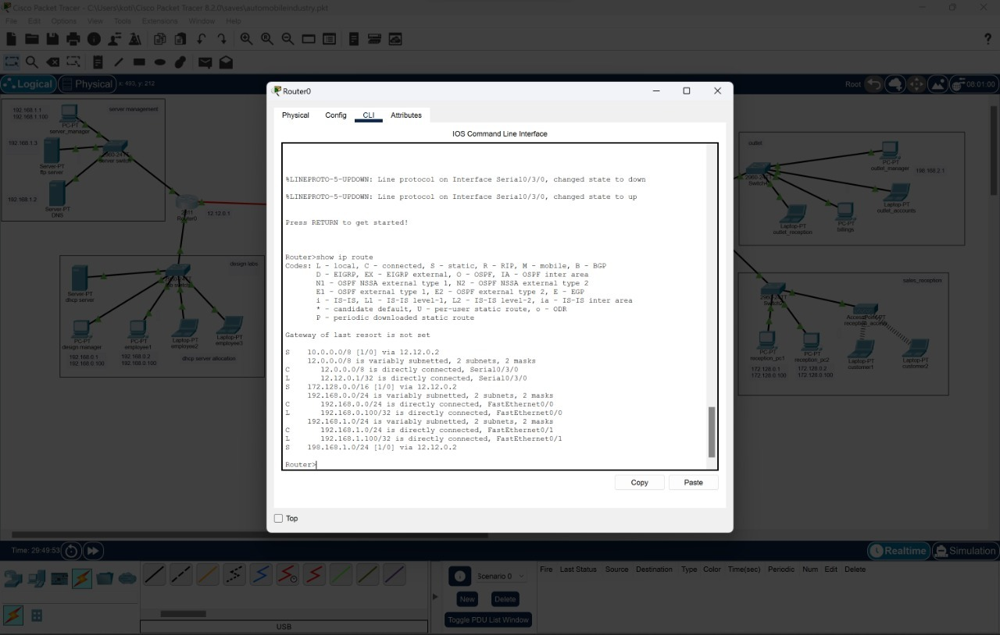 Cisco Packet Tracer - C:\Users\koti\Cisco Packet Tracer 8.2.0\saves\automobileindustry.pkt
File Edit Options View Tools Extensions Window Help
Logical Physical x: 493, y: 212
Root 08:01:00
Router0
Physical Config CLI Attributes
IOS Command Line Interface
%LINEPROTO-5-UPDOWN: Line protocol on Interface Serial0/3/0, changed state to down
%LINEPROTO-5-UPDOWN: Line protocol on Interface Serial0/3/0, changed state to up
Press RETURN to get started!
Router>show ip route
Codes: L - local, C - connected, S - static, R - RIP, M - mobile, B - BGP
D - EIGRP, EX - EIGRP external, O - OSPF, IA - OSPF inter area
N1 - OSPF NSSA external type 1, N2 - OSPF NSSA external type 2
E1 - OSPF external type 1, E2 - OSPF external type 2, E - EGP
i - IS-IS, L1 - IS-IS level-1, L2 - IS-IS level-2, ia - IS-IS inter area
* - candidate default, U - per-user static route, o - ODR
P - periodic downloaded static route
Gateway of last resort is not set
S 10.0.0.0/8 [1/0] via 12.12.0.2
12.0.0.0/8 is variably subnetted, 2 subnets, 2 masks
C 12.0.0.0/8 is directly connected, Serial0/3/0
L 12.12.0.1/32 is directly connected, Serial0/3/0
S 172.128.0.0/16 [1/0] via 12.12.0.2
192.168.0.0/24 is variably subnetted, 2 subnets, 2 masks
C 192.168.0.0/24 is directly connected, FastEthernet0/0
L 192.168.0.100/32 is directly connected, FastEthernet0/0
192.168.1.0/24 is variably subnetted, 2 subnets, 2 masks
C 192.168.1.0/24 is directly connected, FastEthernet0/1
L 192.168.1.100/32 is directly connected, FastEthernet0/1
S 198.168.1.0/24 [1/0] via 12.12.0.2
Router>
Copy Paste
Top
192.168.1.1
192.168.1.100
server management
PC-PT
server_manager
192.168.1.3
2960-24TT
Server switch
Server-PT
ftp server
192.168.1.2
Server-PT
DNS
2811
Router0
12.12.0.1
design labs
Server-PT
dhcp server
PC-PT
design manager
PC-PT
employee1
Laptop-PT
employee2
Laptop-PT
employee3
192.168.0.1
192.168.0.100
192.168.0.2
192.168.0.100
dhcp server allocation
outlet
PC-PT
outlet_manager
198.168.2.1
Laptop-PT
outlet_accounts
Laptop-PT
outlet_reception
PC-PT
billings
sales_reception
PC-PT
reception_pc1
PC-PT
reception_pc2
Laptop-PT
customer1
Laptop-PT
customer2
172.128.0.1
172.128.0.100
172.128.0.2
172.128.0.100
Time: 29:49:53
Realtime Simulation
Scenario 0
New Delete
Toggle PDU List Window
Fire Last Status Source Destination Type Color Time(sec) Periodic Num Edit Delete
USB